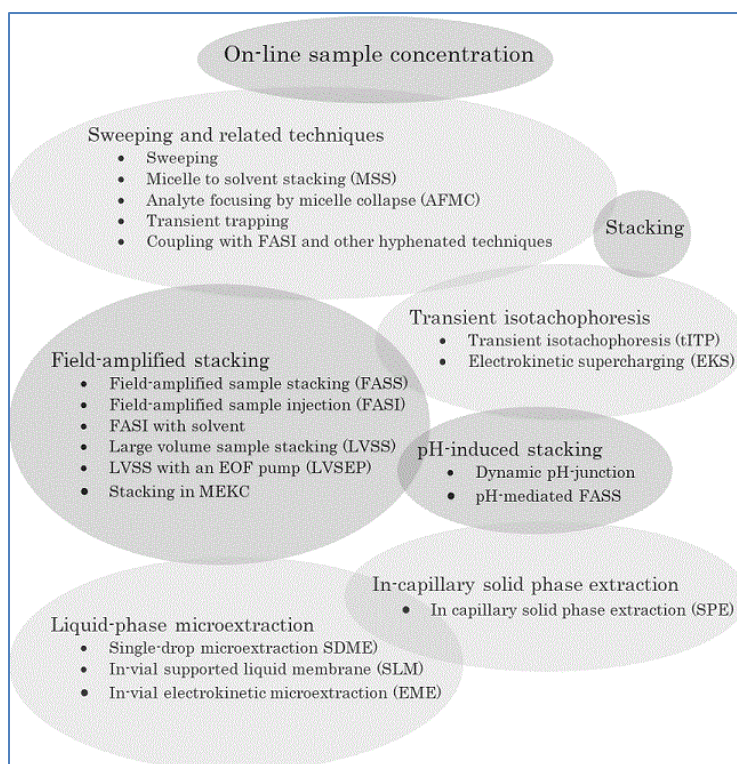 On-line sample concentration
Sweeping and related techniques
• Sweeping
• Micelle to solvent stacking (MSS)
• Analyte focusing by micelle collapse (AFMC)
• Transient trapping
• Coupling with FASI and other hyphenated techniques
Stacking
Transient isotachophoresis
• Transient isotachophoresis (tITP)
• Electrokinetic supercharging (EKS)
Field-amplified stacking
• Field-amplified sample stacking (FASS)
• Field-amplified sample injection (FASI)
• FASI with solvent
• Large volume sample stacking (LVSS)
• LVSS with an EOF pump (LVSEP)
• Stacking in MEKC
pH-induced stacking
• Dynamic pH-junction
• pH-mediated FASS
In-capillary solid phase extraction
• In capillary solid phase extraction (SPE)
Liquid-phase microextraction
• Single-drop microextraction SDME)
• In-vial supported liquid membrane (SLM)
• In-vial electrokinetic microextraction (EME)